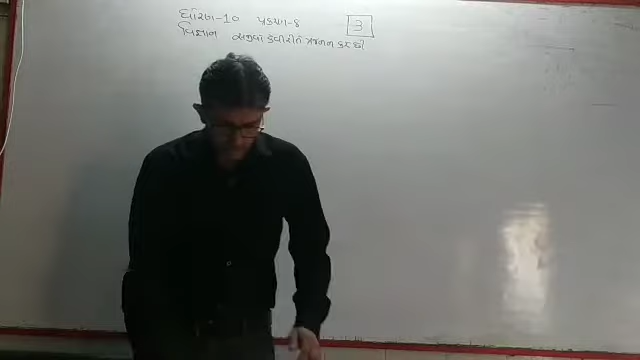 ધોરણ-10 પ્રકરણ-8 3
વિજ્ઞાન સજીવો કેવી રીતે પ્રજનન કરે છે